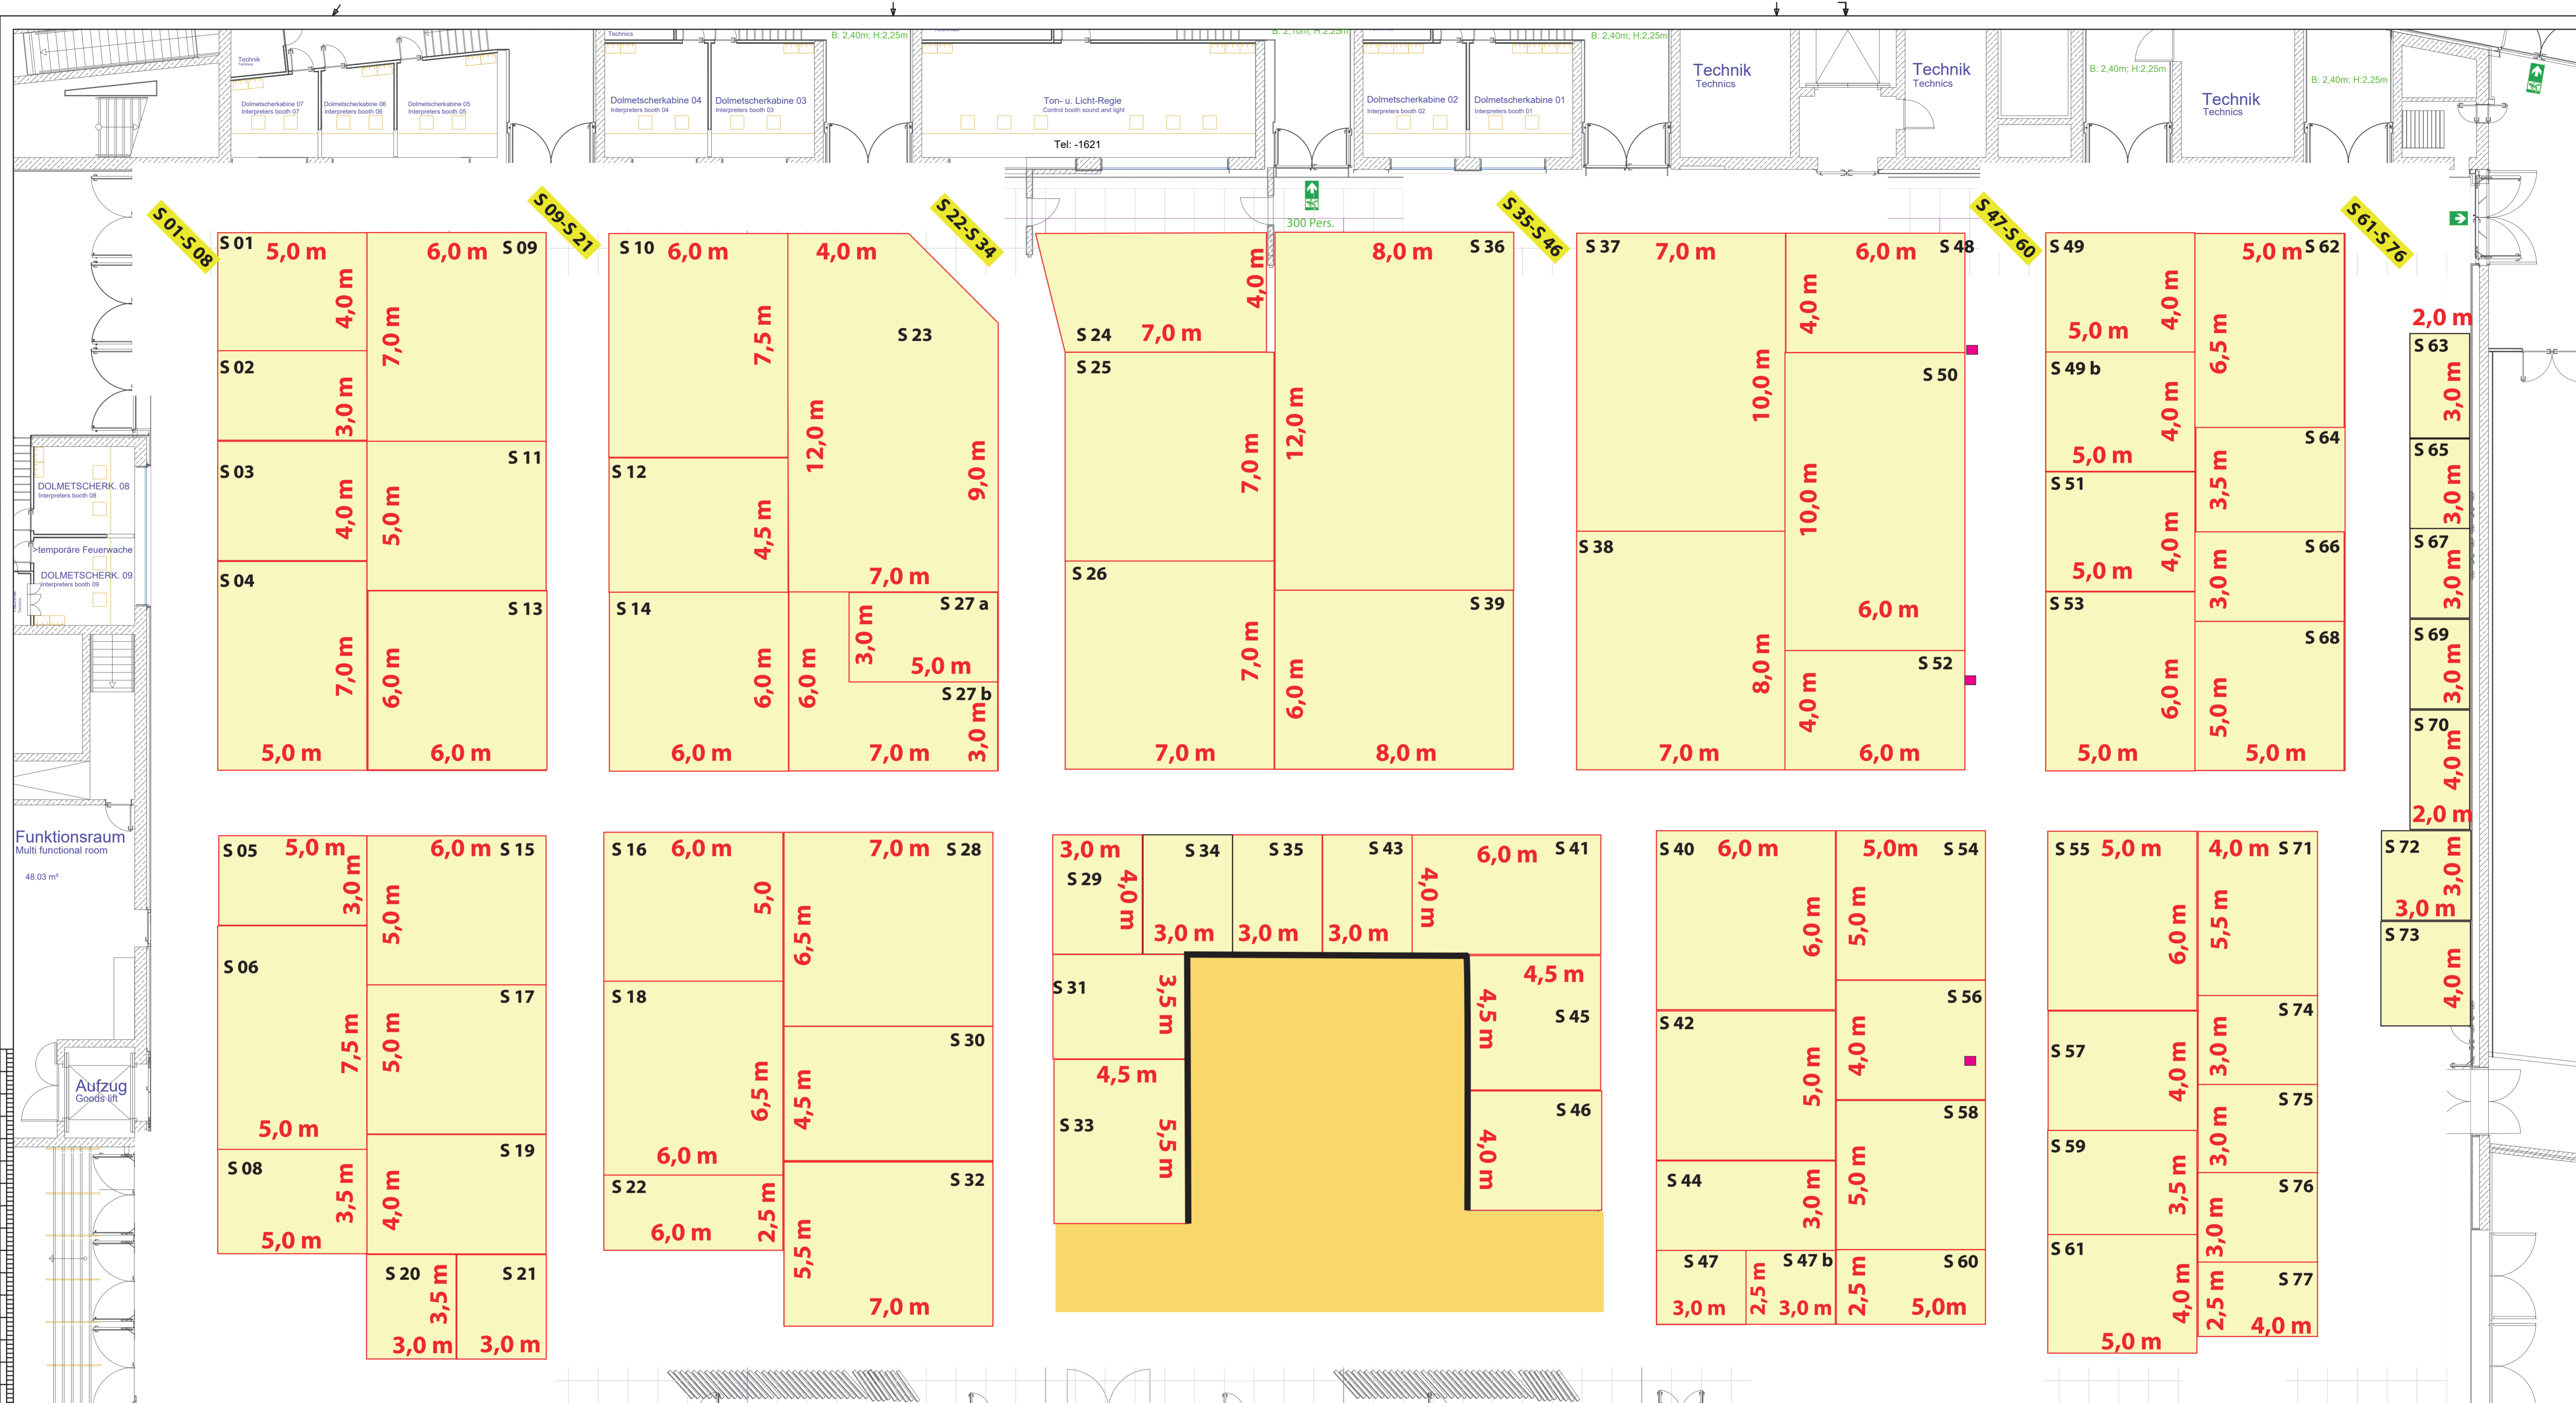 Technik
Technics
Dolmetscherkabine 07
Interpreters booth 07
Dolmetscherkabine 06
Interpreters booth 06
Dolmetscherkabine 05
Interpreters booth 05
Technics
Dolmetscherkabine 04
Interpreters booth 04
Dolmetscherkabine 03
Interpreters booth 03
B: 2,40m; H:2,25m
Ton- u. Licht-Regie
Control booth sound and light
Tel: -1621
Dolmetscherkabine 02
Interpreters booth 02
Dolmetscherkabine 01
Interpreters booth 01
B: 2,40m; H:2,25m
Technik
Technics
Technik
Technics
B: 2,40m; H:2,25m
Technik
Technics
B: 2,40m; H:2,25m
300 Pers.
S 01-S 08
S 09-S 21
S 22-S 34
S 35-S 46
S 47-S 60
S 61-S 76
S 01
5,0 m
4,0 m
S 02
3,0 m
S 03
4,0 m
S 04
7,0 m
5,0 m
6,0 m
S 09
7,0 m
S 11
5,0 m
S 13
6,0 m
6,0 m
S 10
6,0 m
7,5 m
S 12
4,5 m
S 14
6,0 m
6,0 m
4,0 m
S 23
12,0 m
9,0 m
7,0 m
S 27 a
3,0 m
5,0 m
6,0 m
S 27 b
3,0 m
7,0 m
4,0 m
S 24
7,0 m
S 25
7,0 m
S 26
7,0 m
7,0 m
8,0 m
S 36
12,0 m
S 39
6,0 m
8,0 m
S 37
7,0 m
10,0 m
S 38
8,0 m
7,0 m
6,0 m
S 48
4,0 m
S 50
10,0 m
6,0 m
S 52
4,0 m
6,0 m
S 49
4,0 m
5,0 m
S 49 b
4,0 m
5,0 m
S 51
4,0 m
5,0 m
S 53
6,0 m
5,0 m
5,0 m
S 62
6,5 m
S 64
3,5 m
S 66
3,0 m
S 68
5,0 m
5,0 m
2,0 m
S 63
3,0 m
S 65
3,0 m
S 67
3,0 m
S 69
3,0 m
S 70
4,0 m
2,0 m
S 72
3,0 m
3,0 m
S 73
4,0 m
DOLMETSCHERK. 08
Interpreters booth 08
>temporäre Feuerwache
DOLMETSCHERK. 09
Interpreters booth 09
Funktionsraum
Multi functional room
48.03 m²
Aufzug
Goods lift
S 05
5,0 m
3,0 m
S 06
7,5 m
5,0 m
S 08
3,5 m
5,0 m
6,0 m
S 15
5,0 m
S 17
5,0 m
S 19
4,0 m
S 20
3,5 m
3,0 m
S 21
3,0 m
S 16
6,0 m
5,0
S 18
6,5 m
6,0 m
S 22
2,5 m
6,0 m
7,0 m
S 28
6,5 m
S 30
4,5 m
S 32
5,5 m
7,0 m
3,0 m
S 29
4,0 m
S 34
3,0 m
S 35
3,0 m
S 43
3,0 m
6,0 m
S 41
4,0 m
S 31
3,5 m
4,5 m
S 33
5,5 m
4,5 m
4,5 m
S 45
S 46
4,0 m
S 40
6,0 m
6,0 m
S 42
5,0 m
S 44
3,0 m
S 47
3,0 m
2,5 m
S 47 b
3,0 m
5,0m
S 54
5,0 m
S 56
4,0 m
S 58
5,0 m
S 60
2,5 m
5,0m
S 55
5,0 m
6,0 m
S 57
4,0 m
S 59
3,5 m
S 61
4,0 m
5,0 m
4,0 m
S 71
5,5 m
S 74
3,0 m
S 75
3,0 m
S 76
3,0 m
S 77
2,5 m
4,0 m